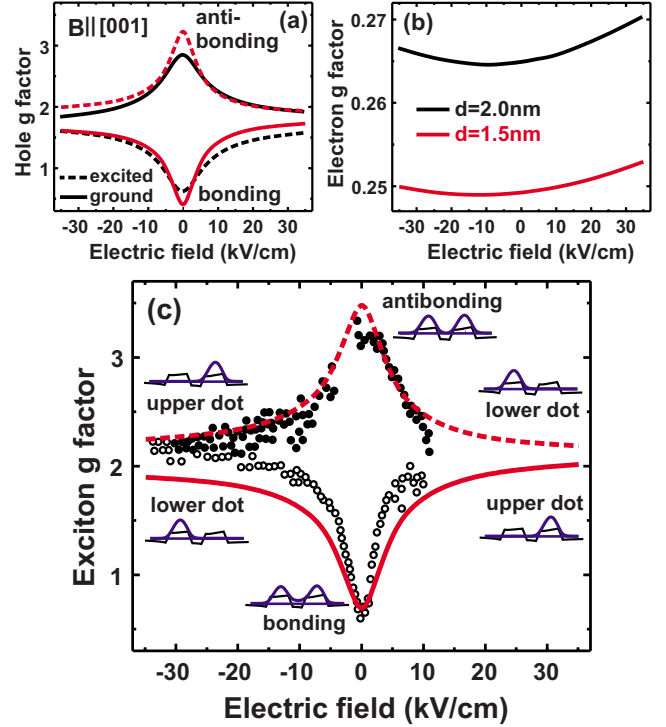 B||[001]
anti-
bonding
(a)
3
2
1
Hole g factor
excited
ground
bonding
-30 -20 -10 0 10 20 30
Electric field (kV/cm)
(b)
0.27
0.26
0.25
Electron g factor
d=2.0nm
d=1.5nm
-30 -20 -10 0 10 20 30
Electric field (kV/cm)
(c)
antibonding
3
2
1
Exciton g factor
upper dot
lower dot
lower dot
upper dot
bonding
-30 -20 -10 0 10 20 30
Electric field (kV/cm)